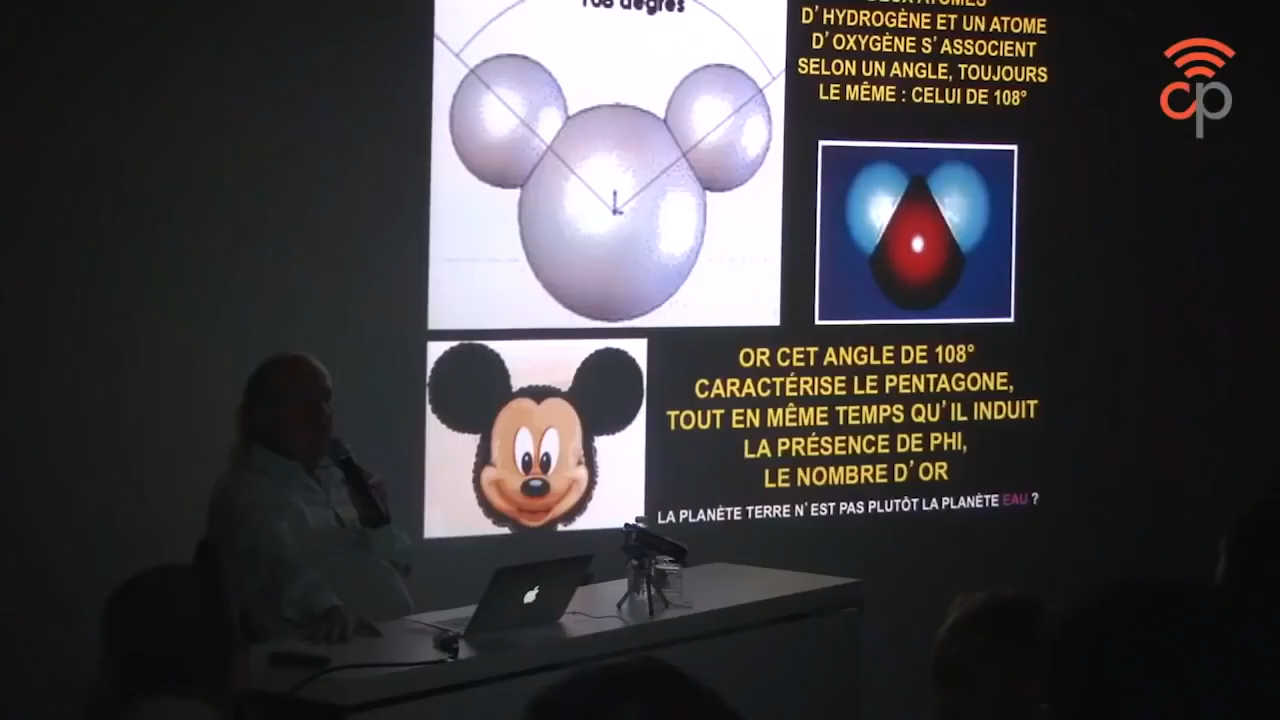 108 degrés
ATOMES
D'HYDROGÈNE ET UN ATOME
D'OXYGÈNE S'ASSOCIENT
SELON UN ANGLE, TOUJOURS
LE MÊME : CELUI DE 108°
cp
OR CET ANGLE DE 108°
CARACTÉRISE LE PENTAGONE,
TOUT EN MÊME TEMPS QU'IL INDUIT
LA PRÉSENCE DE PHI,
LE NOMBRE D'OR
LA PLANÈTE TERRE N'EST PAS PLUTÔT LA PLANÈTE EAU ?